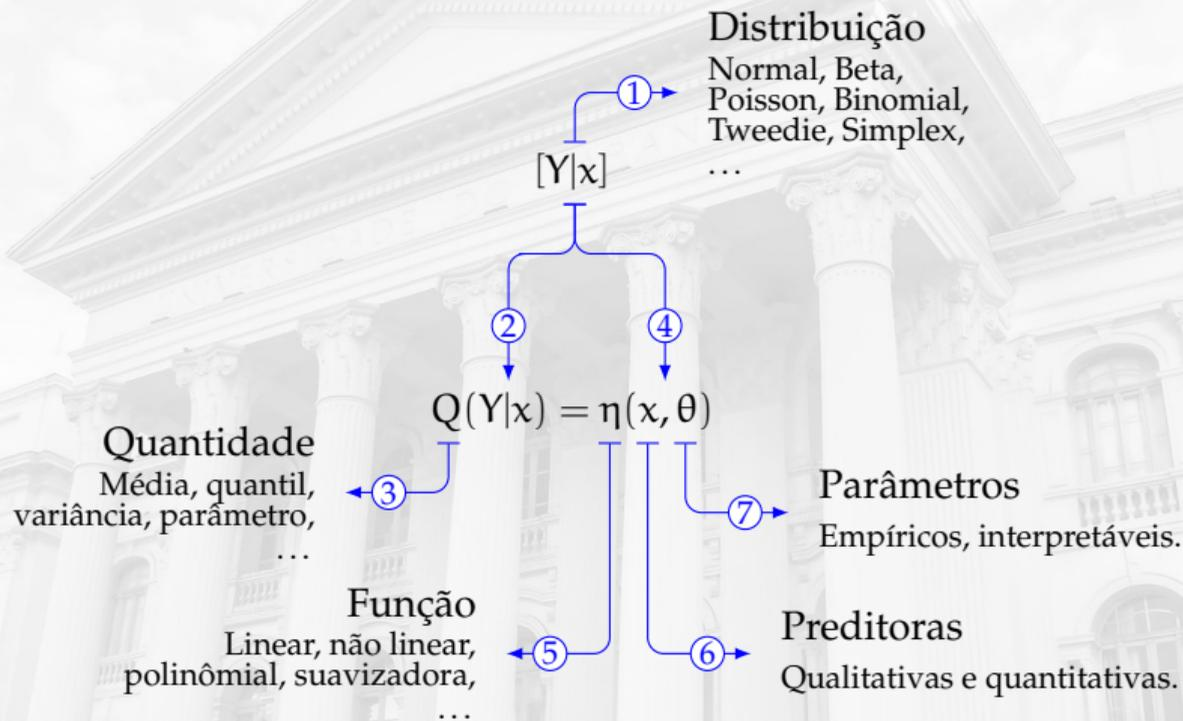 Distribuição
Normal, Beta,
Poisson, Binomial,
Tweedie, Simplex,
...
1
[Y|x]
2
4
Q(Y|x) = η(x, θ)
Quantidade
Média, quantil,
variância, parâmetro,
...
3
Parâmetros
Empíricos, interpretáveis.
7
Função
Linear, não linear,
polinômial, suavizadora,
...
5
6
Preditoras
Qualitativas e quantitativas.